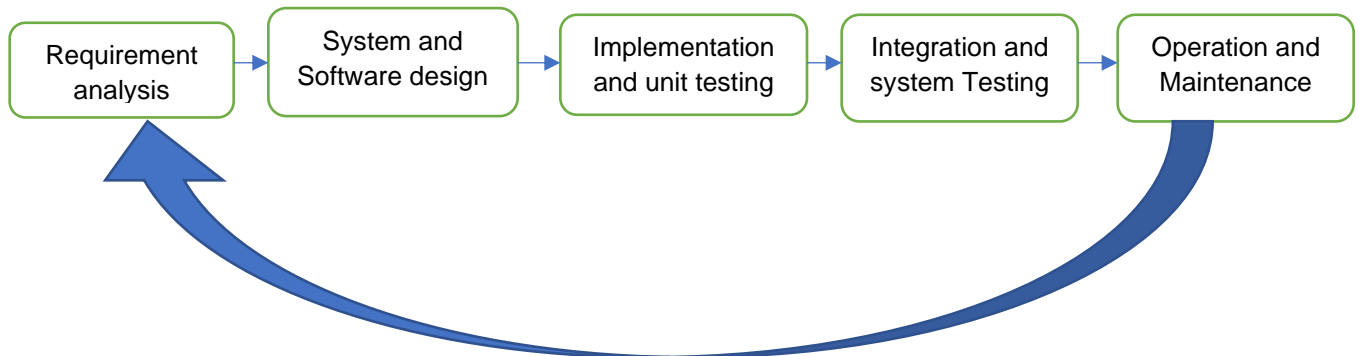 Requirement
analysis
System and
Software design
Implementation
and unit testing
Integration and
system Testing
Operation and
Maintenance